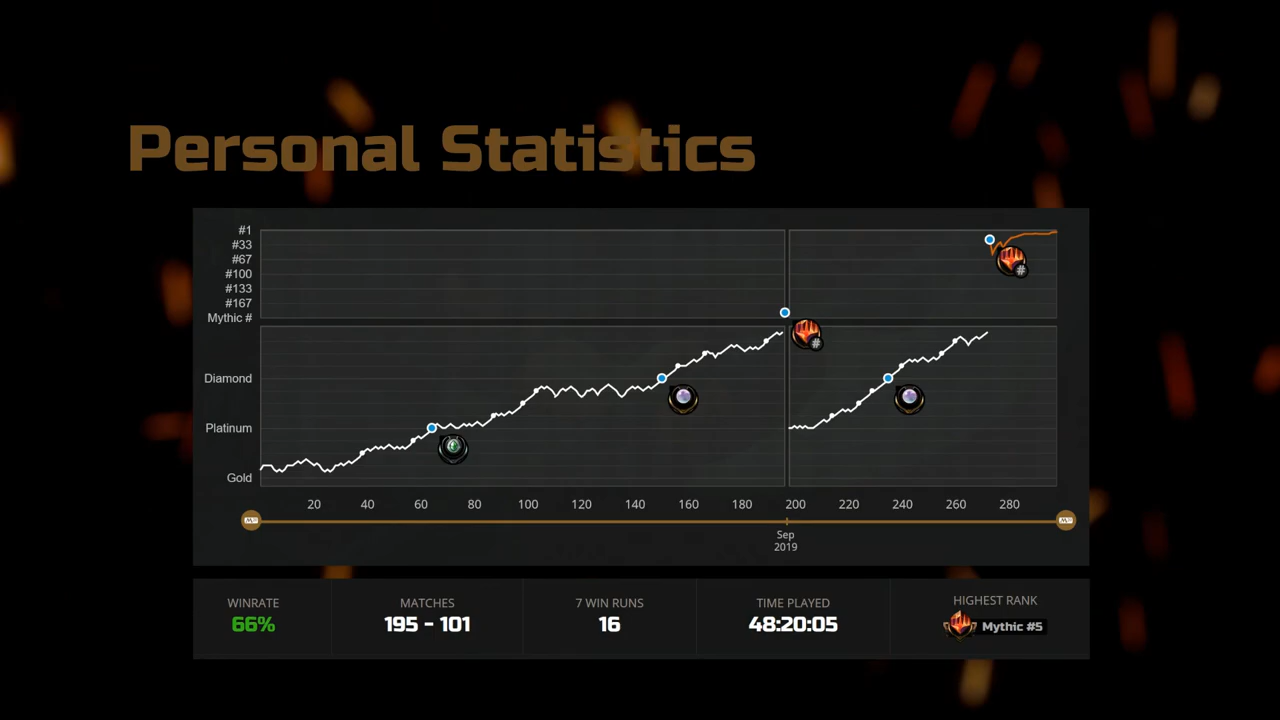 Personal Statistics
#1
#33
#67
#100
#133
#167
Mythic #
Diamond
Platinum
Gold
20 40 60 80 100 120 140 160 180 200 220 240 260 280
Sep
2019
WINRATE MATCHES 7 WIN RUNS TIME PLAYED HIGHEST RANK
66% 195 - 101 16 48:20:05 Mythic #5